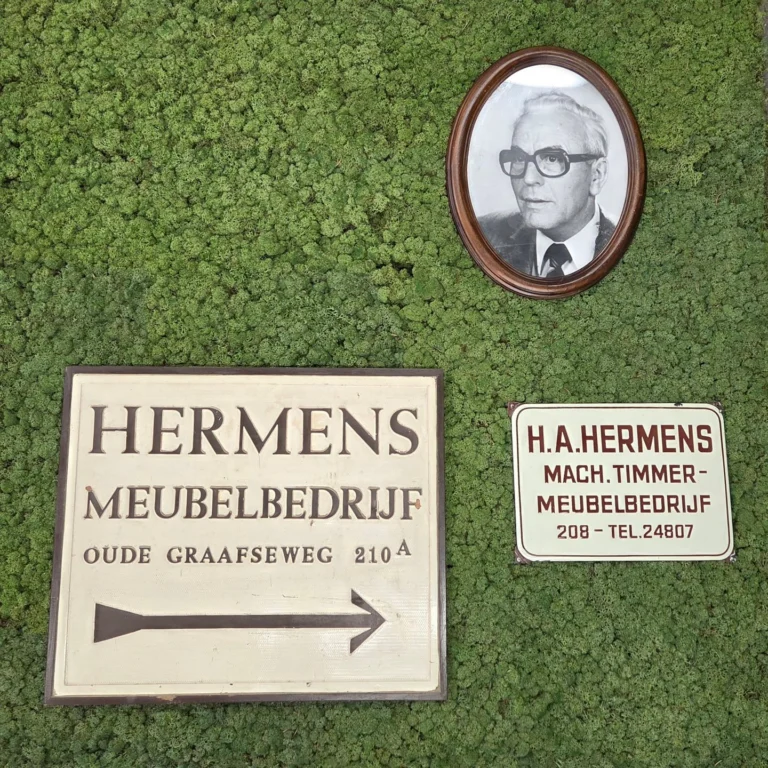 HERMENS
MEUBELBEDRIJF
OUDE GRAAFSEWEG 210A
H.A.HERMENS
MACH.TIMMER-
MEUBELBEDRIJF
208 - TEL.24807